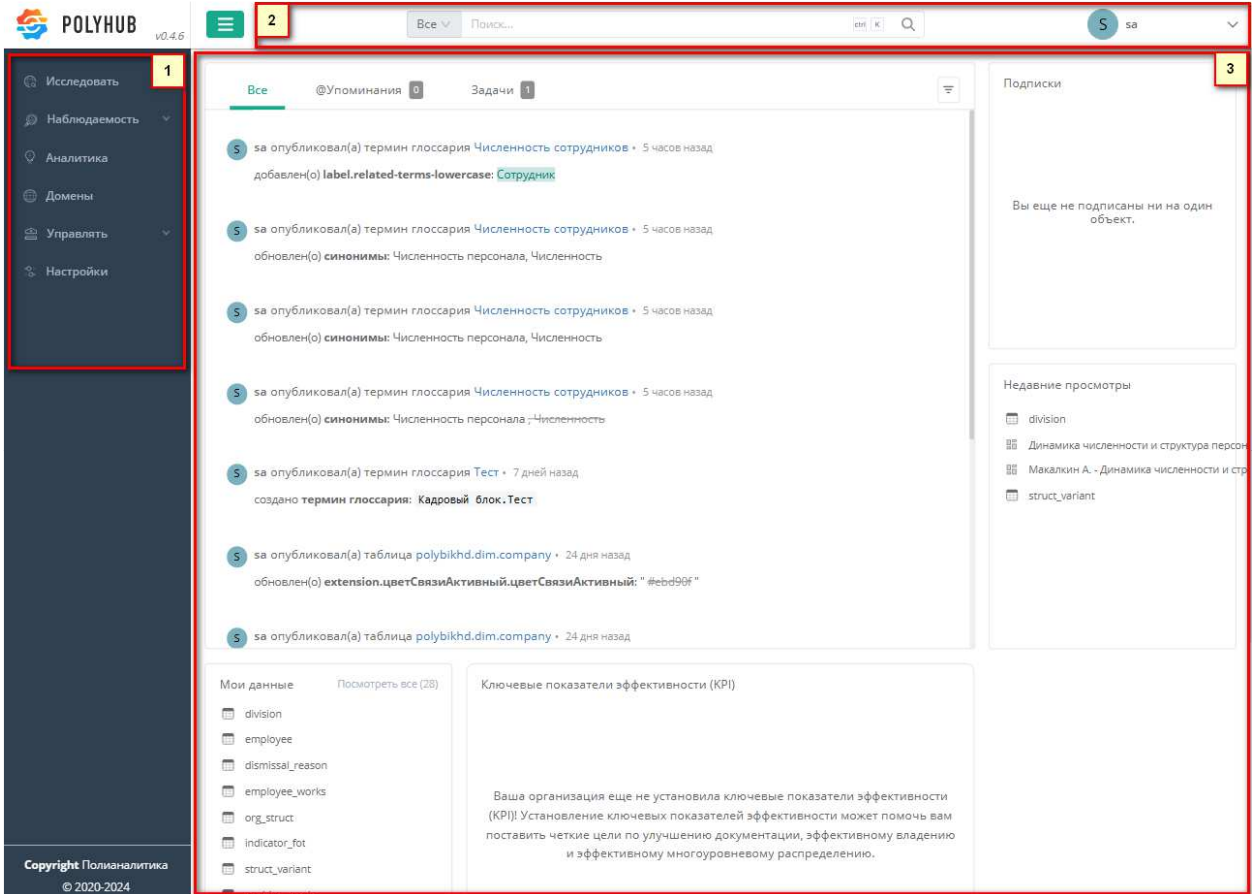 POLYHUB
v0.4.6
2
Все
Поиск...
ctrl K
S sa
1
Исследовать
Наблюдаемость
Аналитика
Домены
Управлять
Настройки
3
Все @Упоминания 0 Задачи 1
S sa опубликовал(а) термин глоссария Численность сотрудников • 5 часов назад
добавлен(о) label.related-terms-lowercase: Сотрудник
S sa опубликовал(а) термин глоссария Численность сотрудников • 5 часов назад
обновлен(о) синонимы: Численность персонала, Численность
S sa опубликовал(а) термин глоссария Численность сотрудников • 5 часов назад
обновлен(о) синонимы: Численность персонала, Численность
S sa опубликовал(а) термин глоссария Численность сотрудников • 5 часов назад
обновлен(о) синонимы: Численность персонала , Численность
S sa опубликовал(а) термин глоссария Тест • 7 дней назад
создано термин глоссария: Кадровый блок.Тест
S sa опубликовал(а) таблица polybikhd.dim.company • 24 дня назад
обновлен(о) extension.цветСвязиАктивный.цветСвязиАктивный: " #ebd90f "
S sa опубликовал(а) таблица polybikhd.dim.company • 24 дня назад
Подписки
Вы еще не подписаны ни на один
объект.
Недавние просмотры
division
Динамика численности и структура персон
Макалкин А. - Динамика численности и стр
struct_variant
Мои данные Посмотреть все (28)
division
employee
dismissal_reason
employee_works
org_struct
indicator_fot
struct_variant
Ключевые показатели эффективности (KPI)
Ваша организация еще не установила ключевые показатели эффективности
(KPI)! Установление ключевых показателей эффективности может помочь вам
поставить четкие цели по улучшению документации, эффективному владению
и эффективному многоуровневому распределению.
Copyright Полианалитика
© 2020-2024